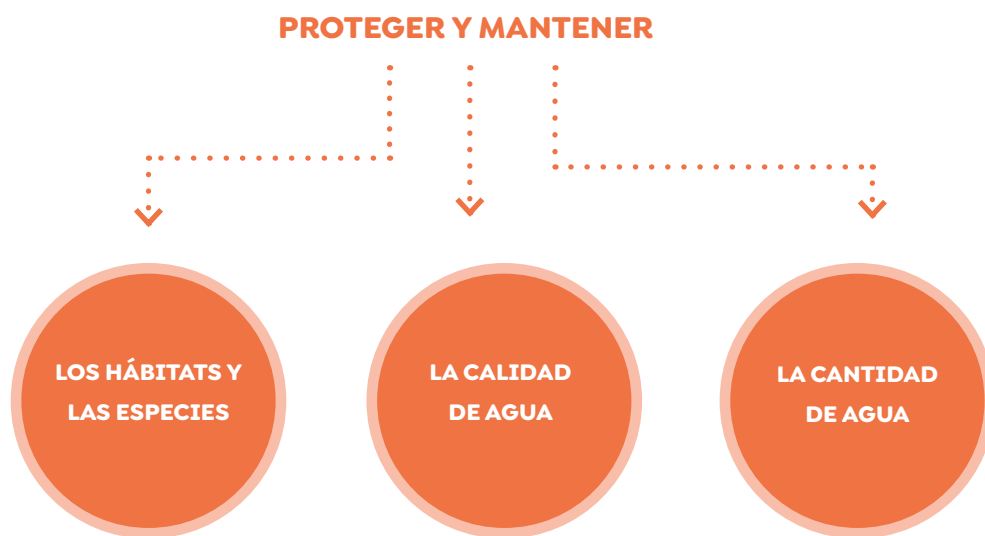 PROTEGER Y MANTENER
LOS HÁBITATS Y
LAS ESPECIES
LA CALIDAD
DE AGUA
LA CANTIDAD
DE AGUA